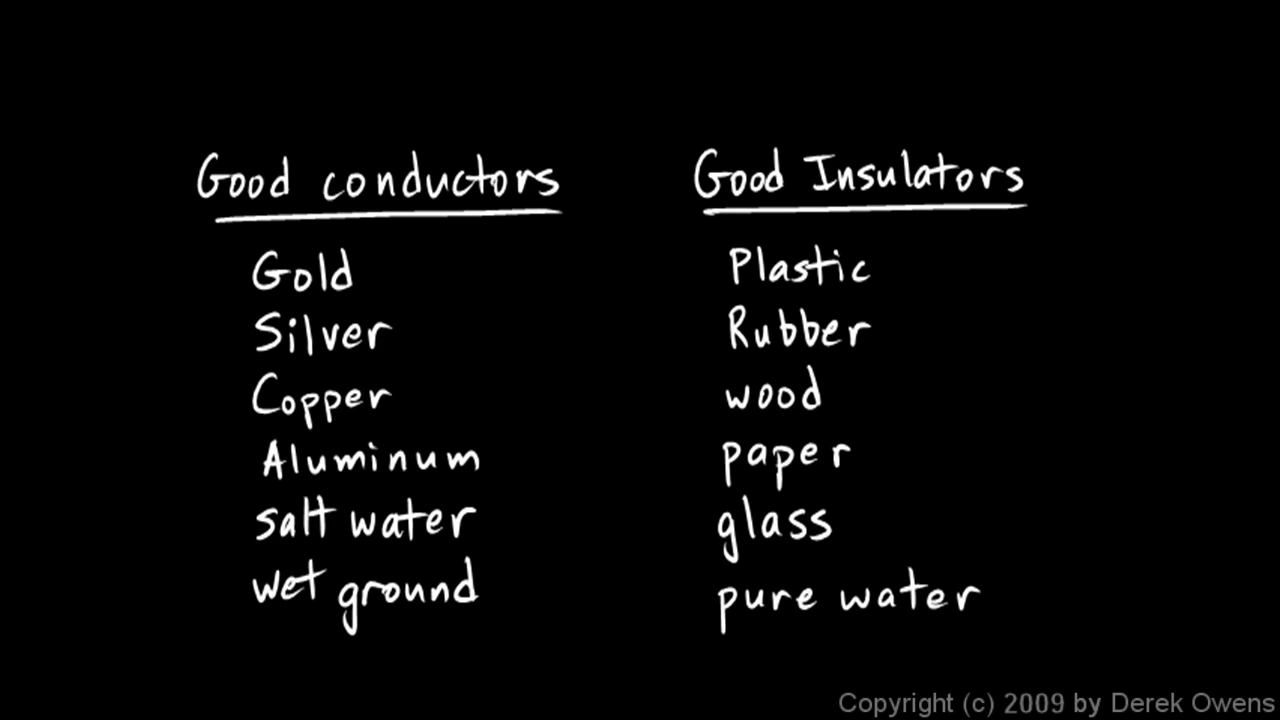 Good conductors
Gold
Silver
Copper
Aluminum
salt water
wet ground
Good Insulators
Plastic
Rubber
wood
paper
glass
pure water
Copyright (c) 2009 by Derek Owens